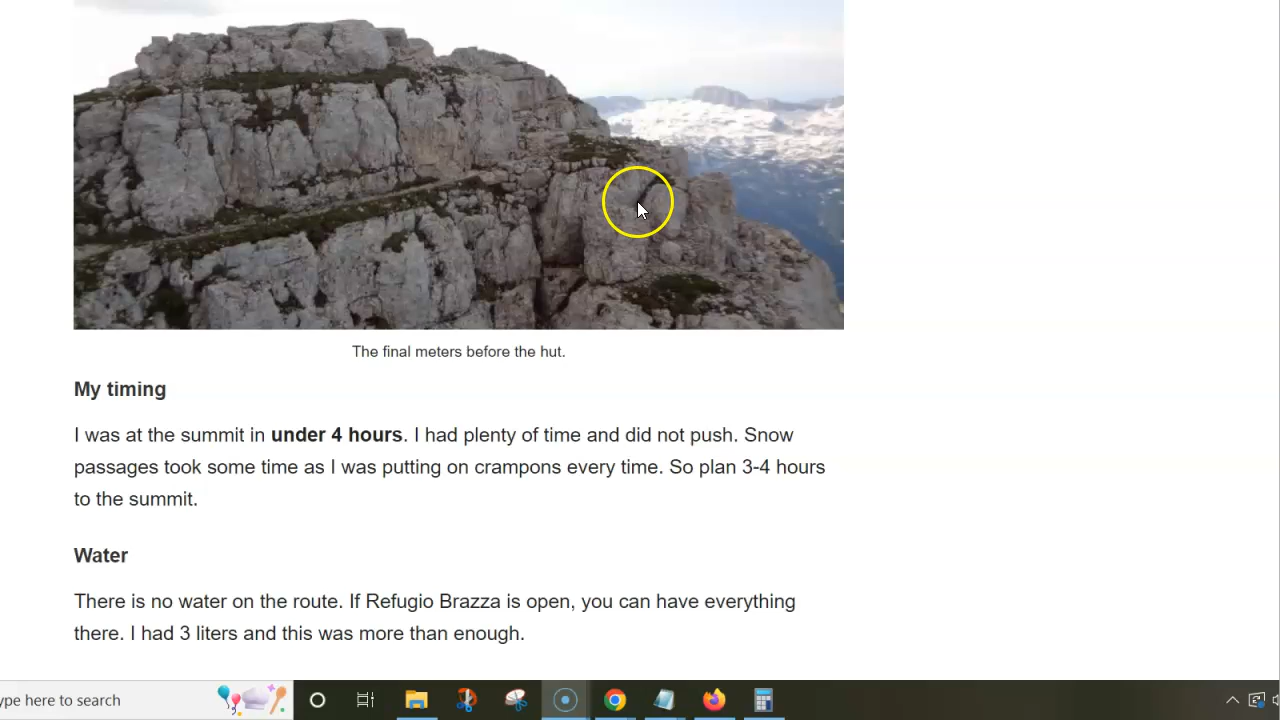 The final meters before the hut.
My timing
I was at the summit in under 4 hours. I had plenty of time and did not push. Snow
passages took some time as I was putting on crampons every time. So plan 3-4 hours
to the summit.
Water
There is no water on the route. If Refugio Brazza is open, you can have everything
there. I had 3 liters and this was more than enough.
ype here to search